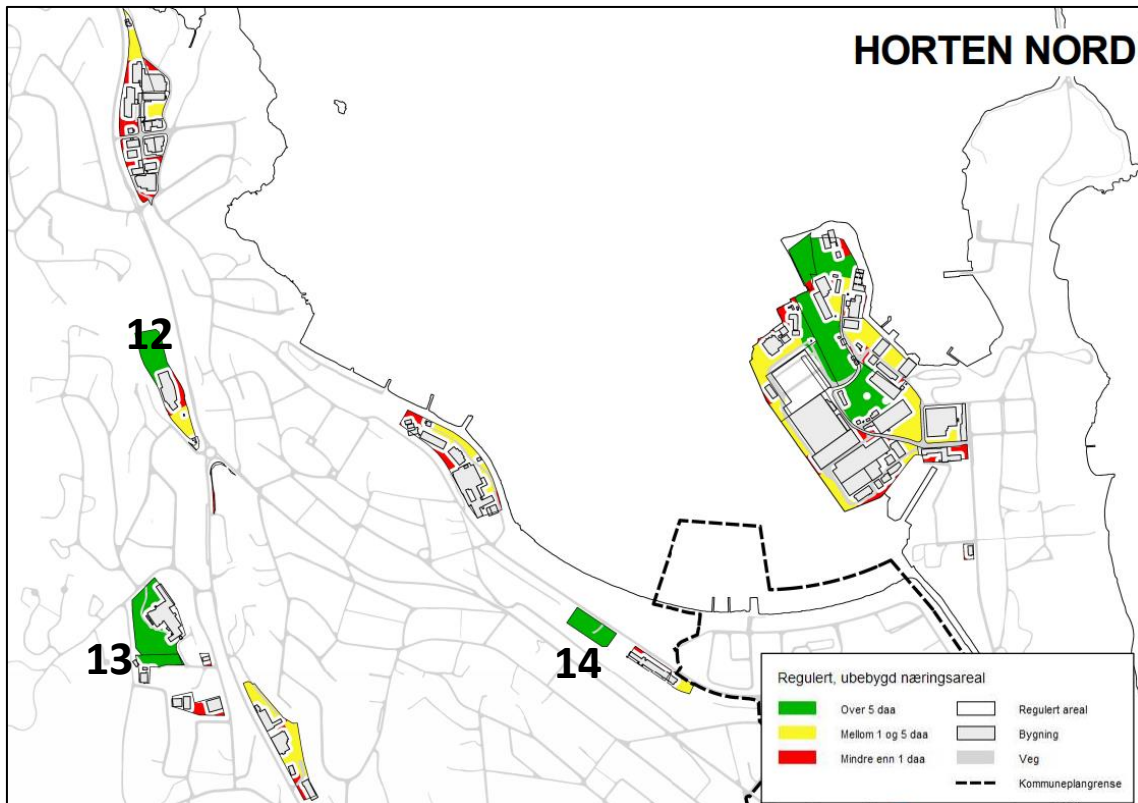 HORTEN NORD
12
13
14
Regulert, ubebygd næringsareal
Over 5 daa
Mellom 1 og 5 daa
Mindre enn 1 daa
Regulert areal
Bygning
Veg
Kommuneplangrense